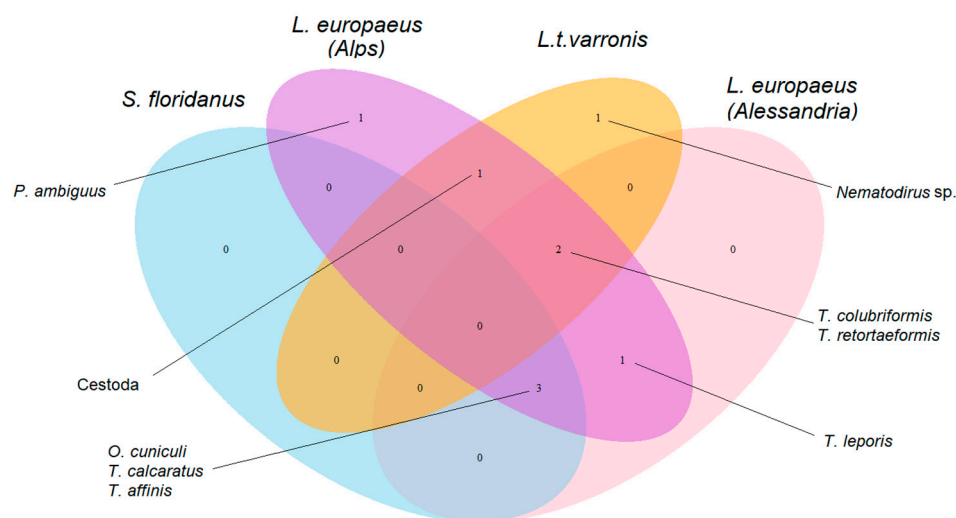 L. europaeus
(Alps)
L.t.varronis
L. europaeus
(Alessandria)
S. floridanus
1
1
P. ambiguus
1
0
0
Nematodirus sp.
0
0
2
0
T. colubriformis
T. retortaeformis
0
Cestoda
0
0
3
1
T. leporis
O. cuniculi
T. calcaratus
T. affinis
0